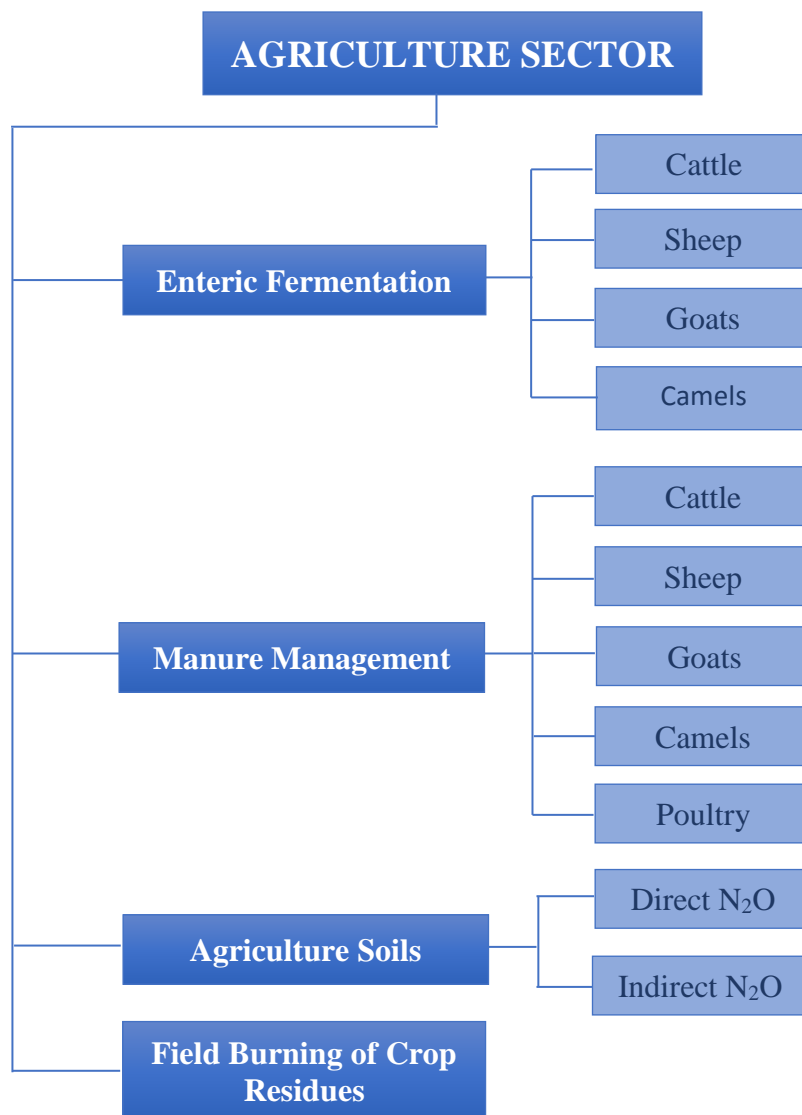 AGRICULTURE SECTOR
Enteric Fermentation
Cattle
Sheep
Goats
Camels
Manure Management
Cattle
Sheep
Goats
Camels
Poultry
Agriculture Soils
Direct N₂O
Indirect N₂O
Field Burning of Crop
Residues